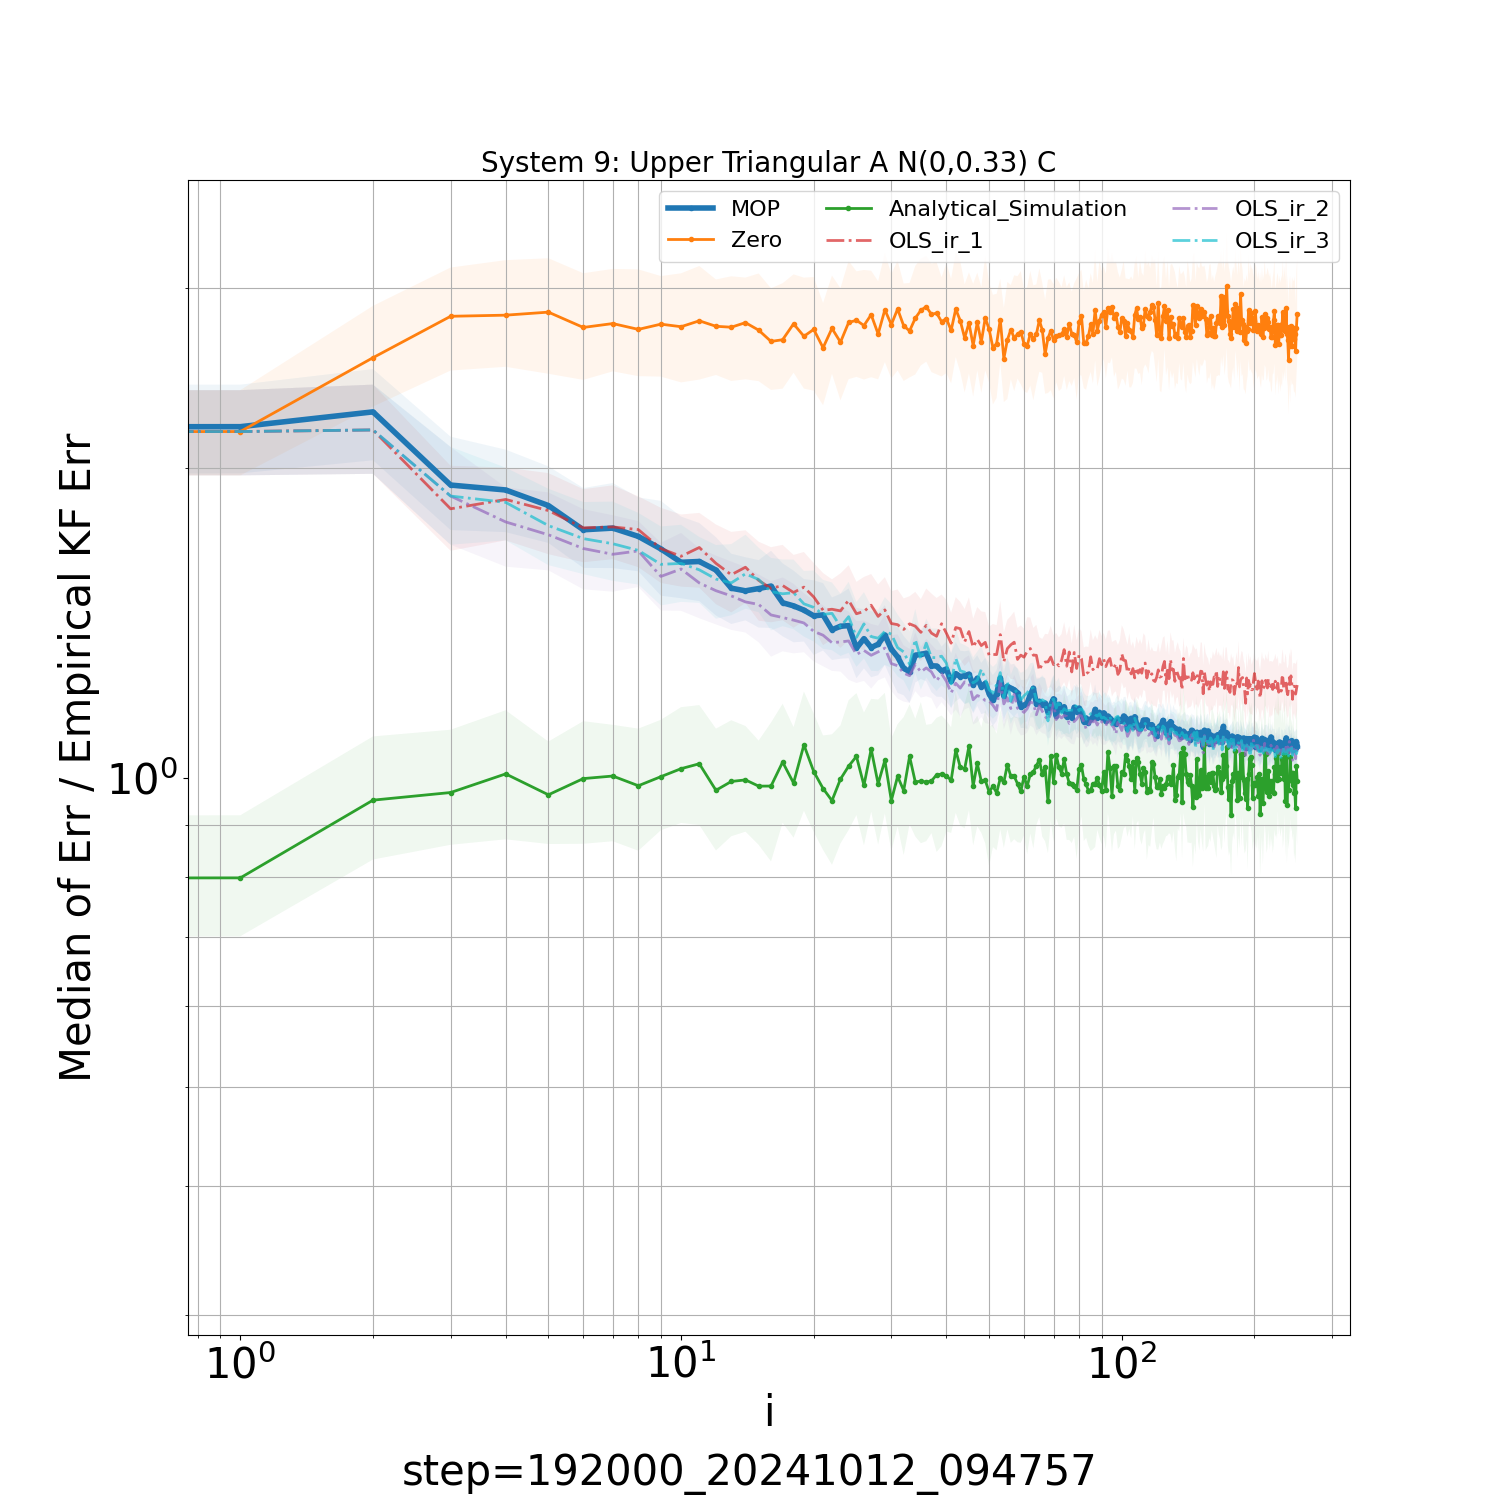 System 9: Upper Triangular A N(0,0.33) C
MOP
Zero
Analytical_Simulation
OLS_ir_1
OLS_ir_2
OLS_ir_3
Median of Err / Empirical KF Err
10⁰
10⁰ 10¹ 10²
i
step=192000_20241012_094757